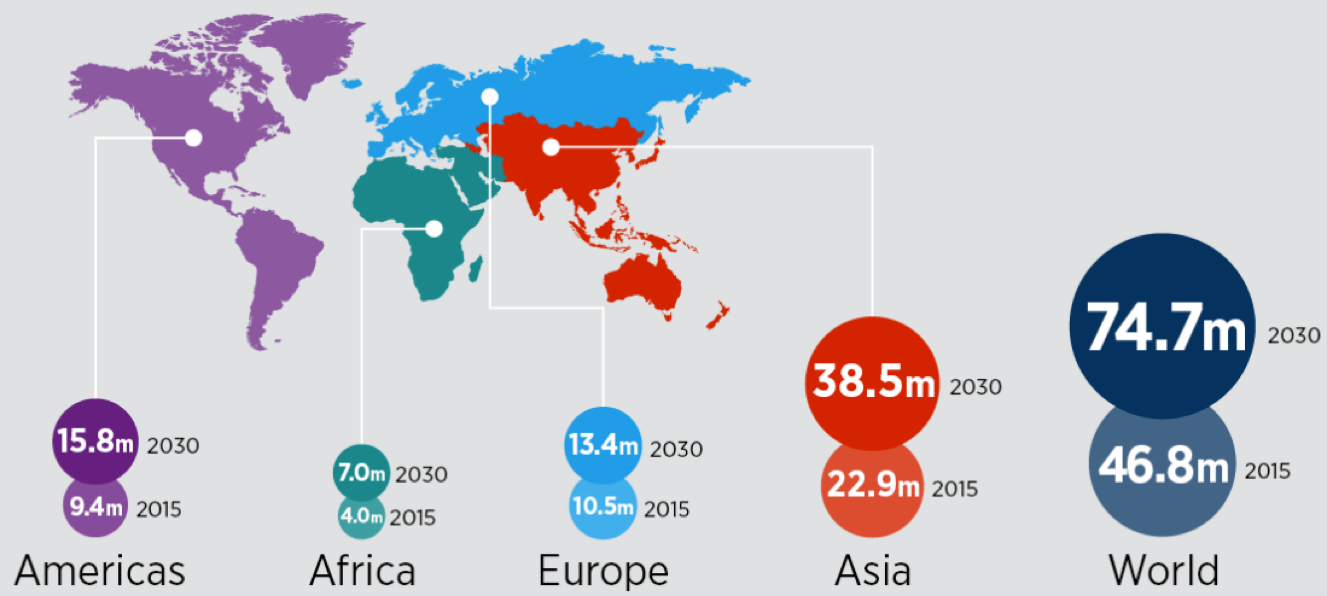 15.8m 2030
9.4m 2015
Americas
7.0m 2030
4.0m 2015
Africa
13.4m 2030
10.5m 2015
Europe
38.5m 2030
22.9m 2015
Asia
74.7m 2030
46.8m 2015
World